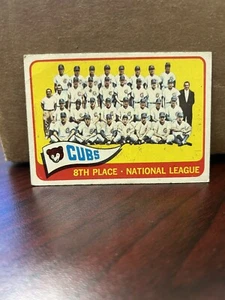 CUBS
8TH PLACE • NATIONAL LEAGUE